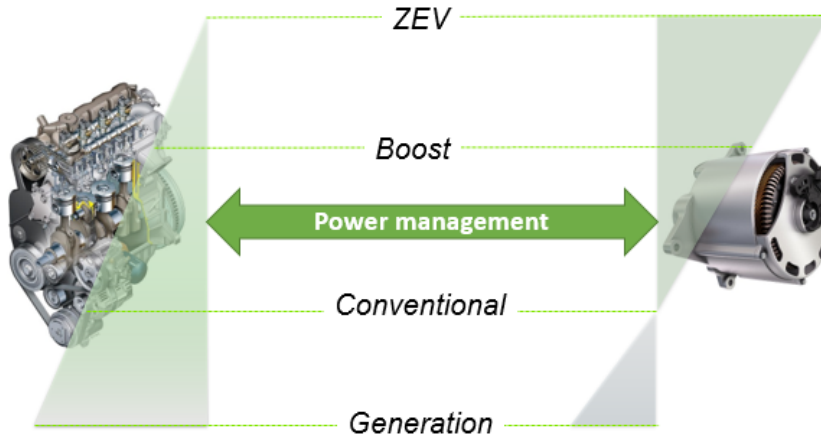 ZEV
Boost
Power management
Conventional
Generation